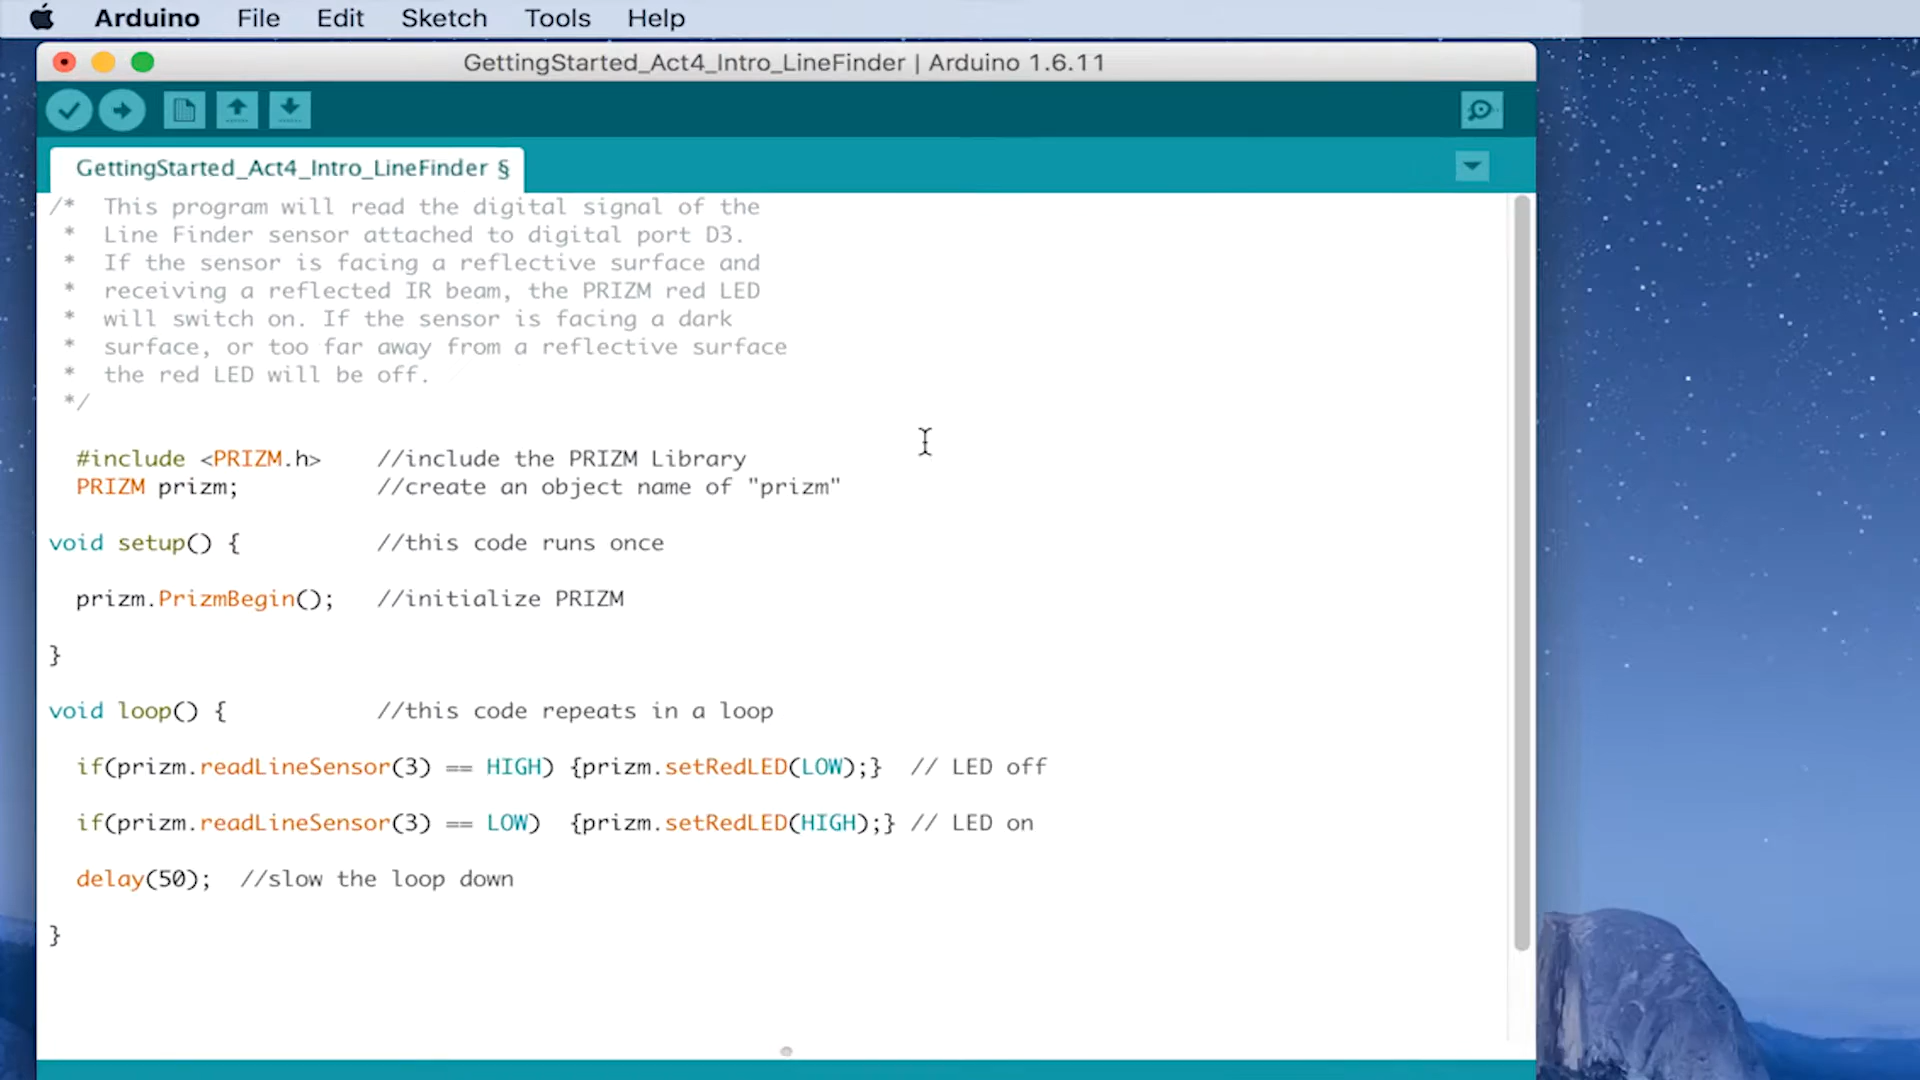 Arduino File Edit Sketch Tools Help
GettingStarted_Act4_Intro_LineFinder | Arduino 1.6.11
GettingStarted_Act4_Intro_LineFinder §
/* This program will read the digital signal of the
* Line Finder sensor attached to digital port D3.
* If the sensor is facing a reflective surface and
* receiving a reflected IR beam, the PRIZM red LED
* will switch on. If the sensor is facing a dark
* surface, or too far away from a reflective surface
* the red LED will be off.
*/
#include <PRIZM.h> //include the PRIZM Library
PRIZM prizm; //create an object name of "prizm"
void setup() { //this code runs once
prizm.PrizmBegin(); //initialize PRIZM
}
void loop() { //this code repeats in a loop
if(prizm.readLineSensor(3) == HIGH) {prizm.setRedLED(LOW);} // LED off
if(prizm.readLineSensor(3) == LOW) {prizm.setRedLED(HIGH);} // LED on
delay(50); //slow the loop down
}